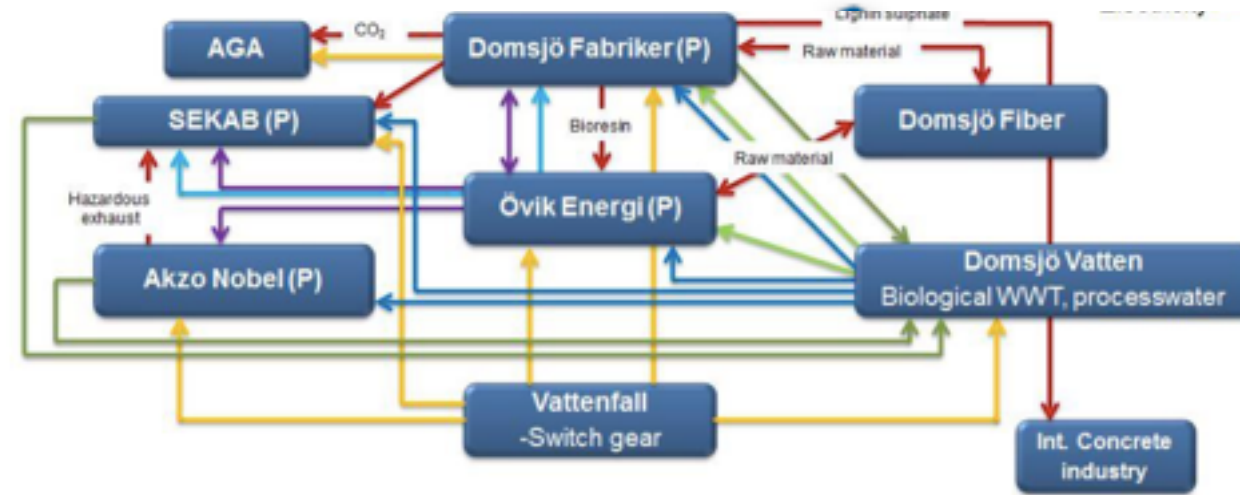 Lignin sulphate
CO₂
AGA
Domsjö Fabriker (P)
Raw material
SEKAB (P)
Bioresin
Domsjö Fiber
Raw material
Hazardous
exhaust
Övik Energi (P)
Akzo Nobel (P)
Domsjö Vatten
Biological WWT, processwater
Vattenfall
-Switch gear
Int. Concrete
industry